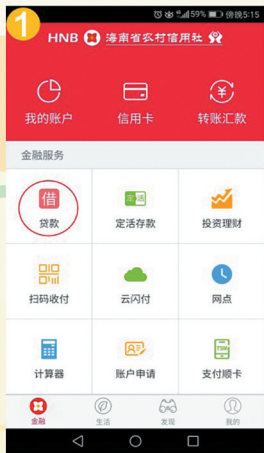 1
59% 傍晚5:15
HNB 海南省农村信用社
我的账户 信用卡 转账汇款
金融服务
借 定活
贷款 定活存款 投资理财
扫码收付 云闪付 网点
计算器 账户申请 支付顺卡
金融 生活 发现 我的